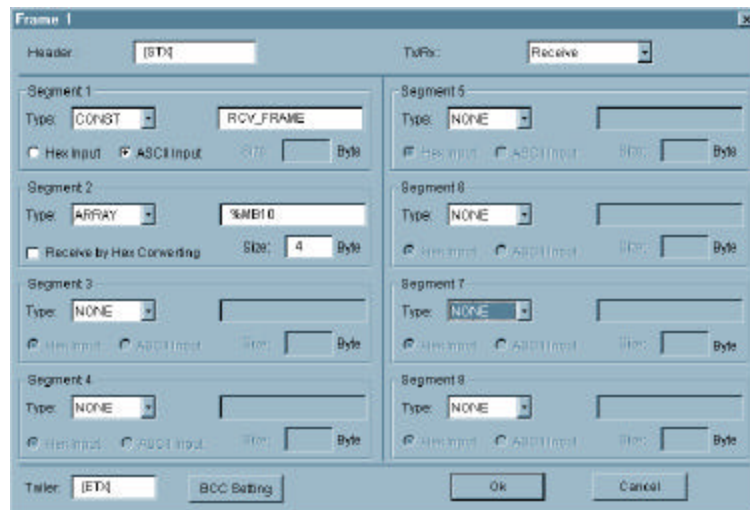 Frame 1
Header: [STX] Tx/Rx: Receive
Segment 1
Type: CONST RCV_FRAME
Hex Input ASCII Input Size: Byte
Segment 2
Type: ARRAY %MB10
Receive by Hex Converting Size: 4 Byte
Segment 3
Type: NONE
Hex Input ASCII Input Size: Byte
Segment 4
Type: NONE
Hex Input ASCII Input Size: Byte
Tailer: [ETX] BCC Setting
Segment 5
Type: NONE
Hex Input ASCII Input Size: Byte
Segment 6
Type: NONE
Hex Input ASCII Input Size: Byte
Segment 7
Type: NONE
Hex Input ASCII Input Size: Byte
Segment 8
Type: NONE
Hex Input ASCII Input Size: Byte
Ok Cancel